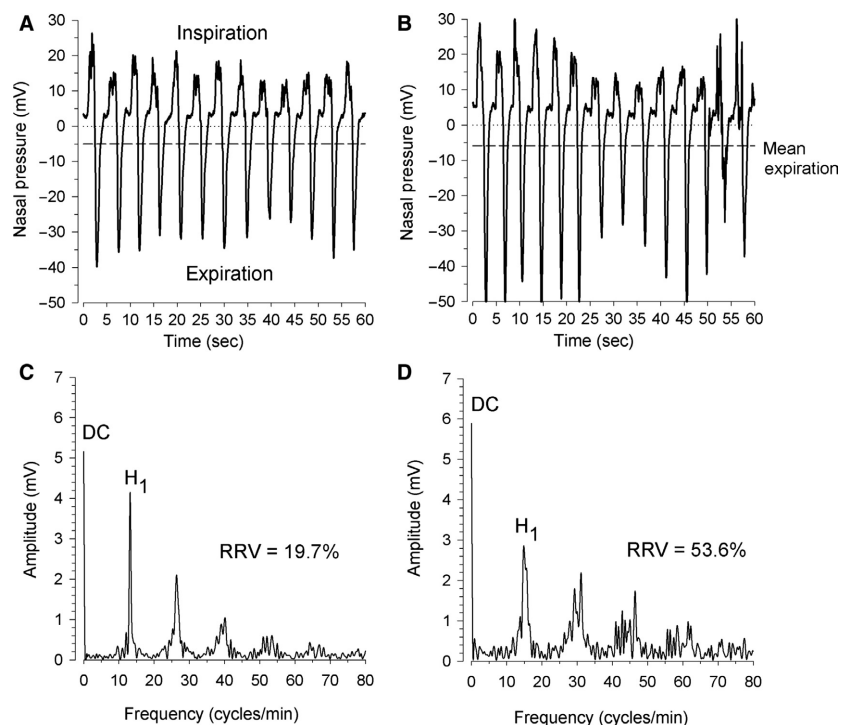 A
Nasal pressure (mV)
30
20
10
0
−10
−20
−30
−40
−50
Inspiration
Expiration
0 5 10 15 20 25 30 35 40 45 50 55 60
Time (sec)
B
Nasal pressure (mV)
30
20
10
0
−10
−20
−30
−40
−50
Mean
expiration
0 5 10 15 20 25 30 35 40 45 50 55 60
Time (sec)
C
Amplitude (mV)
7
6
5
4
3
2
1
0
DC
H1
RRV = 19.7%
0 10 20 30 40 50 60 70 80
Frequency (cycles/min)
D
Amplitude (mV)
7
6
5
4
3
2
1
0
DC
H1
RRV = 53.6%
0 10 20 30 40 50 60 70 80
Frequency (cycles/min)